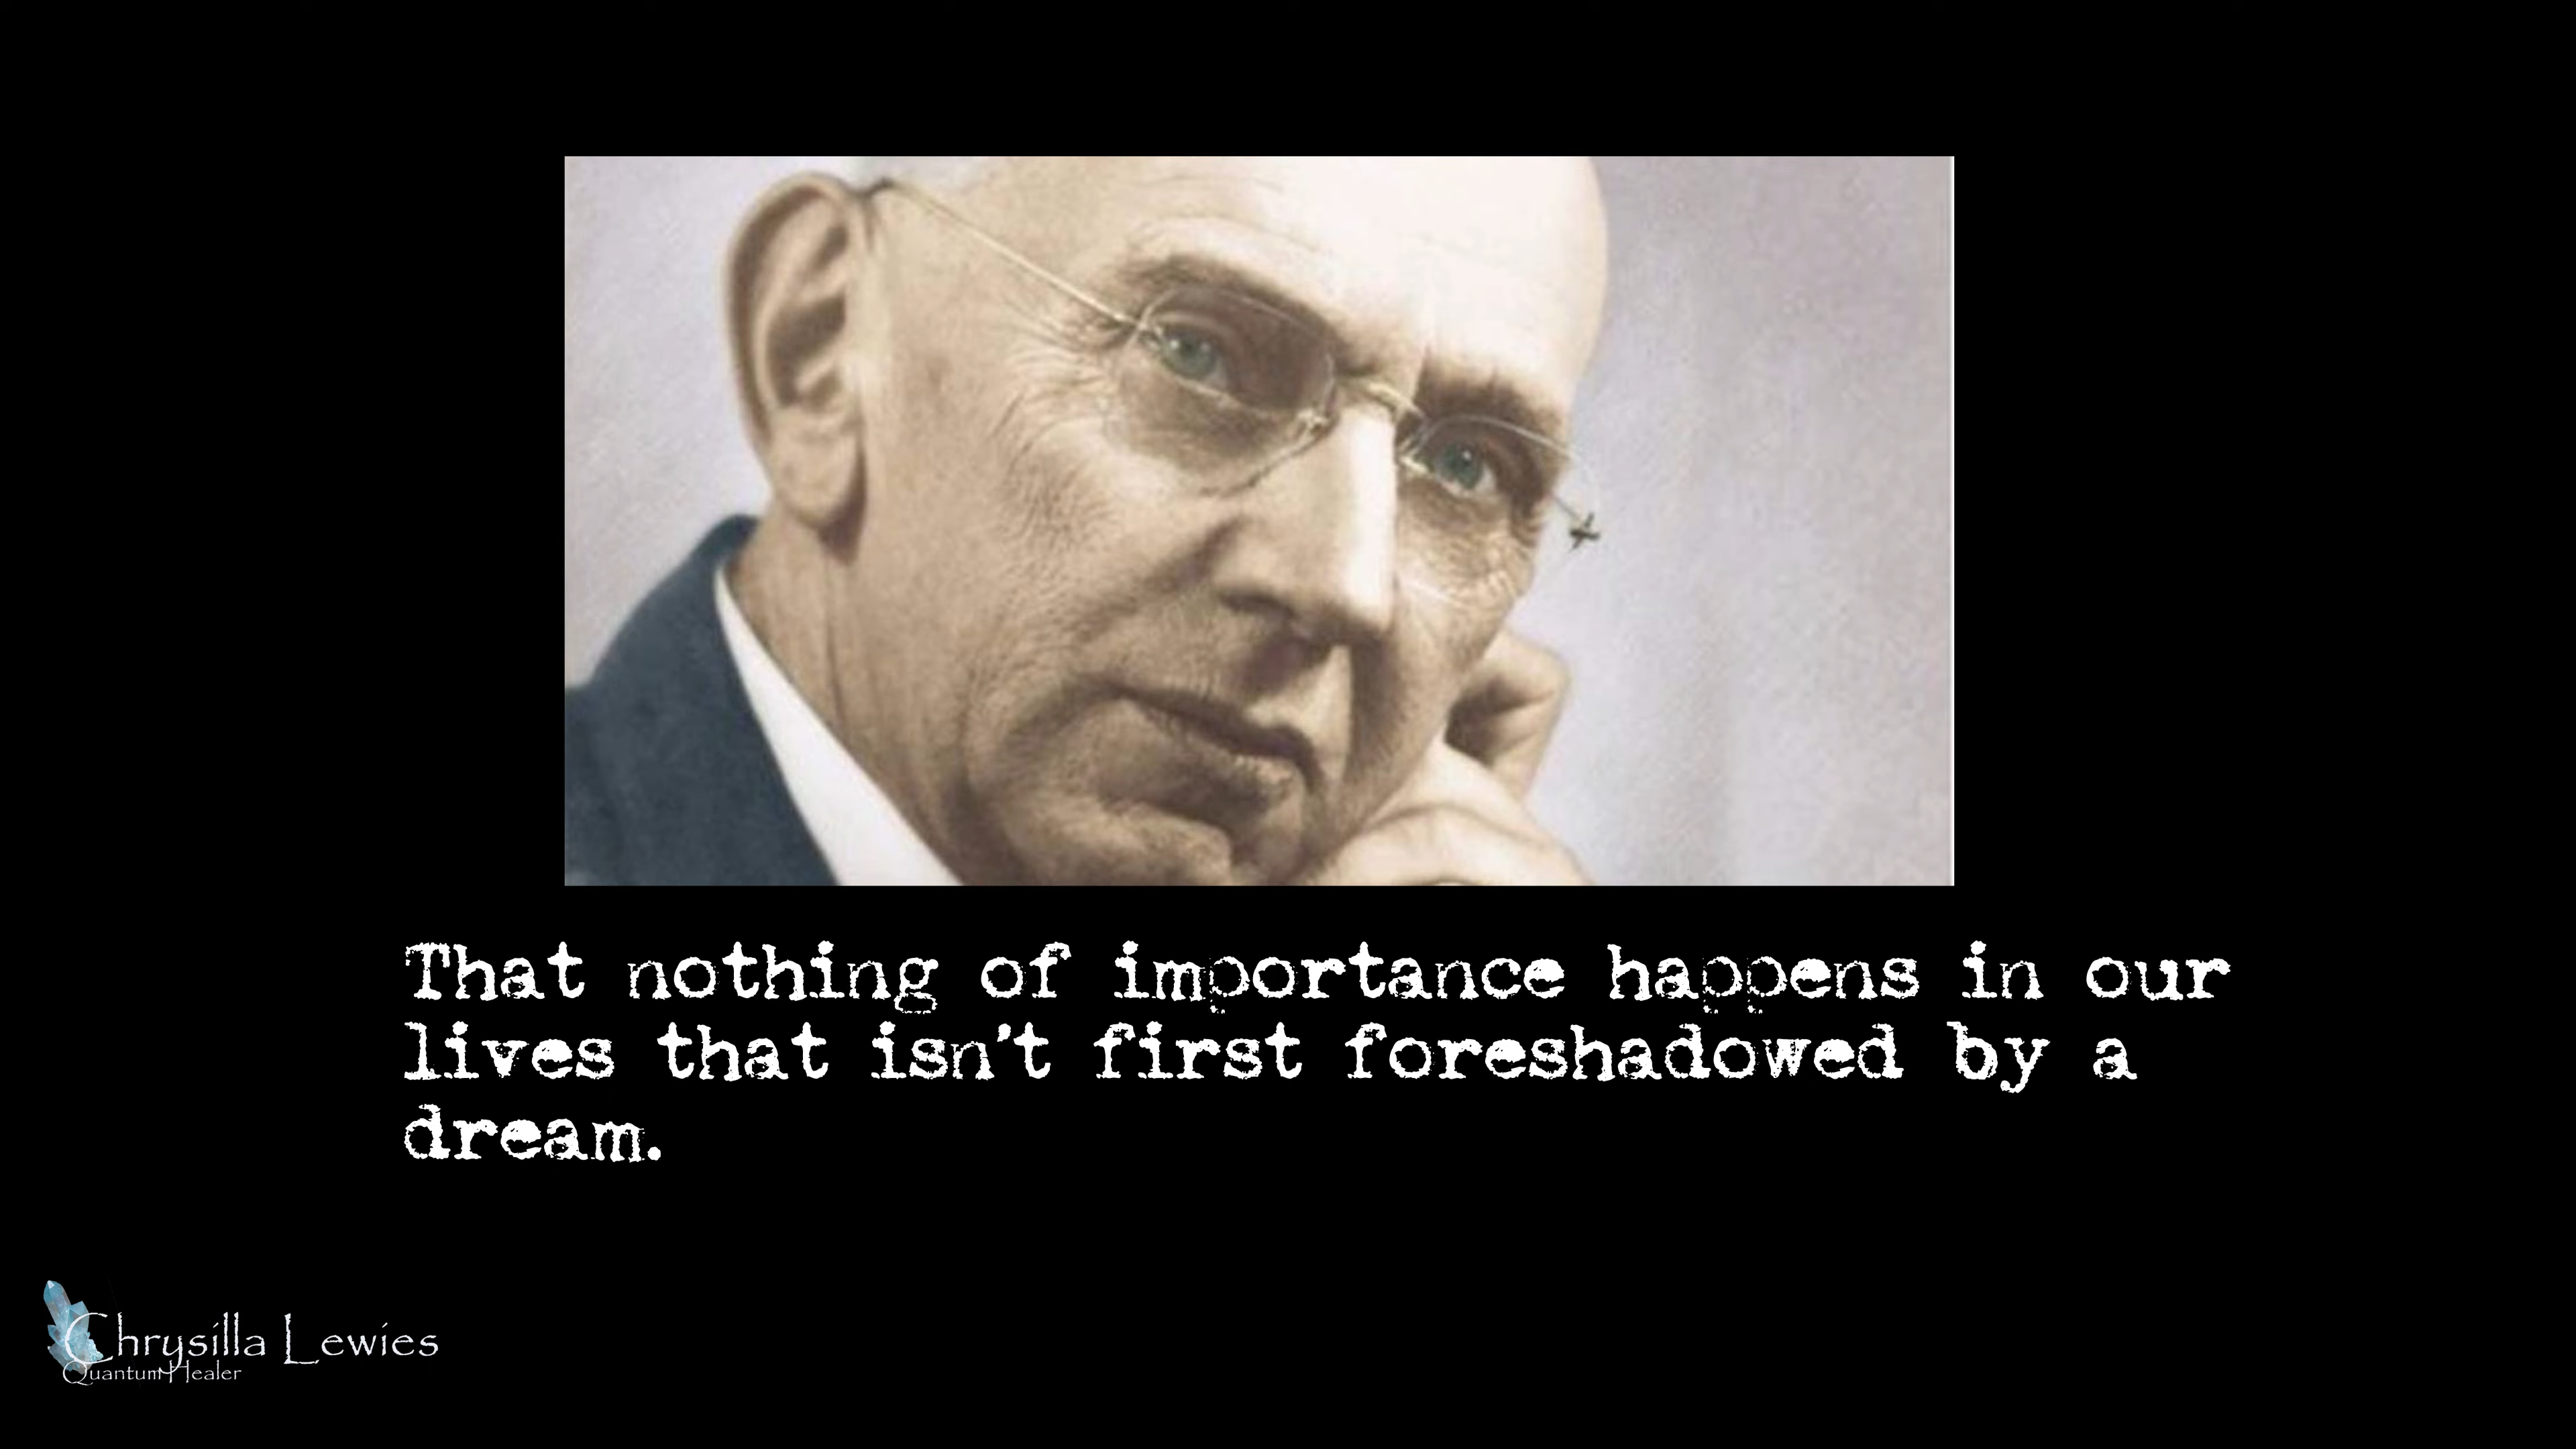 That nothing of importance happens in our
lives that isn't first foreshadowed by a
dream.
Chrysilla Lewies
Quantum Healer